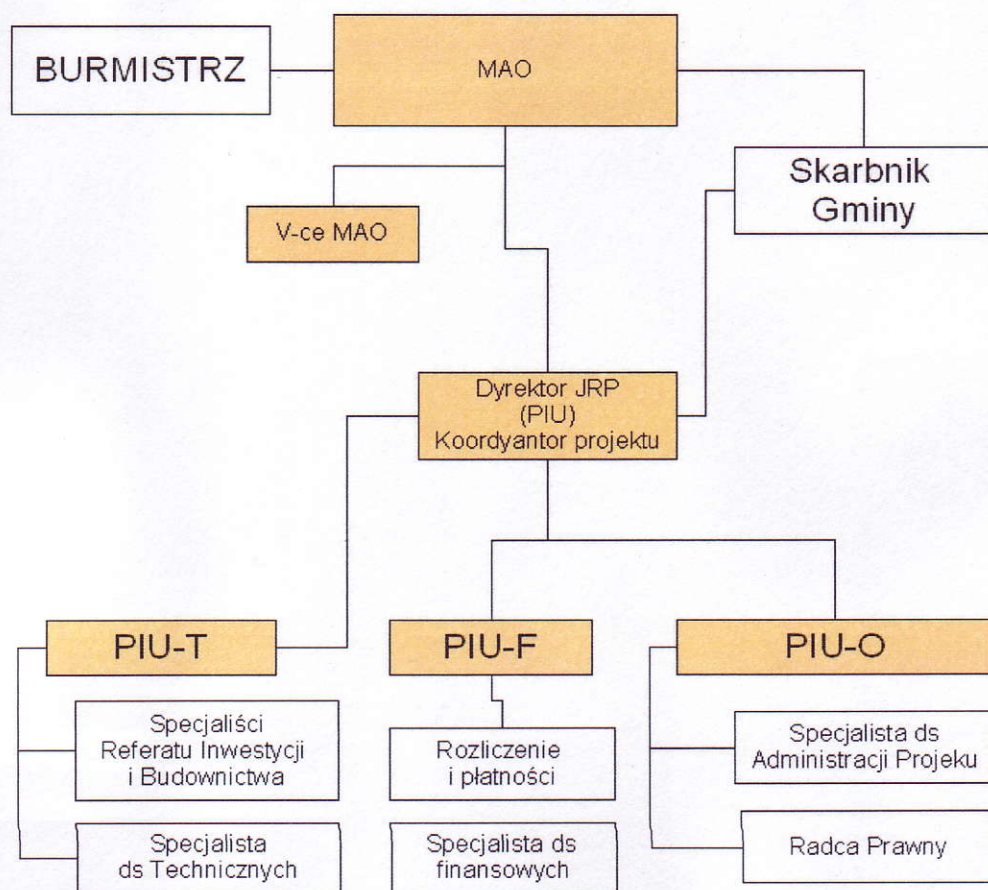 BURMISTRZ
MAO
Skarbnik
Gminy
V-ce MAO
Dyrektor JRP
(PIU)
Koordyantor projektu
PIU-T
PIU-F
PIU-O
Specjaliści
Referatu Inwestycji
i Budownictwa
Rozliczenie
i płatności
Specjalista ds
Administracji Projeku
Specjalista
ds Technicznych
Specjalista ds
finansowych
Radca Prawny